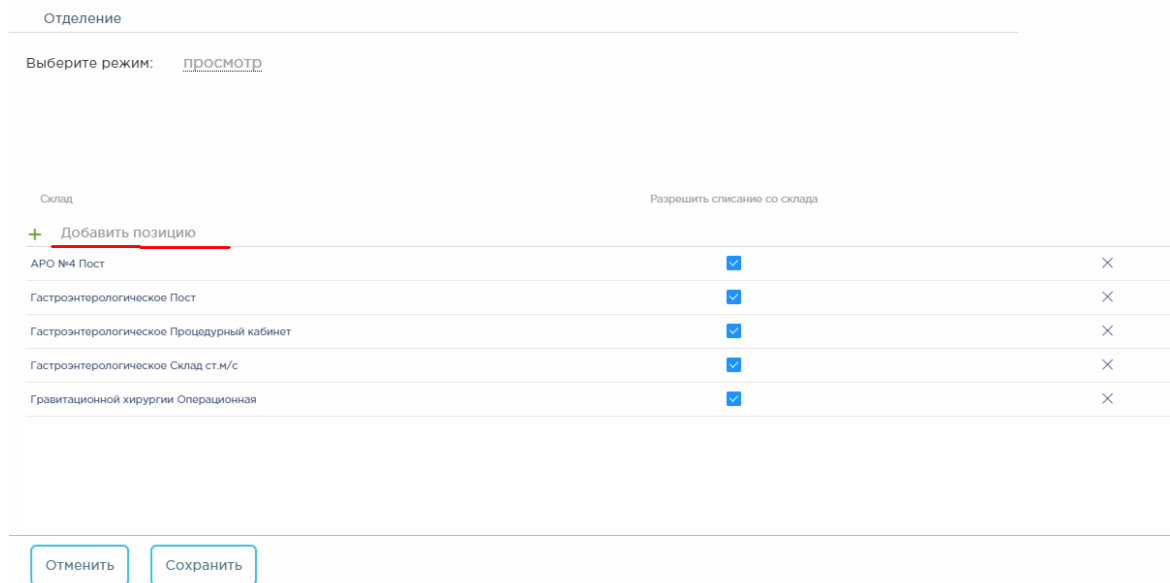 Отделение
Выберите режим: просмотр
Склад Разрешить списание со склада
+ Добавить позицию
АРО №4 Пост
Гастроэнтерологическое Пост
Гастроэнтерологическое Процедурный кабинет
Гастроэнтерологическое Склад ст.м/с
Гравитационной хирургии Операционная
Отменить Сохранить